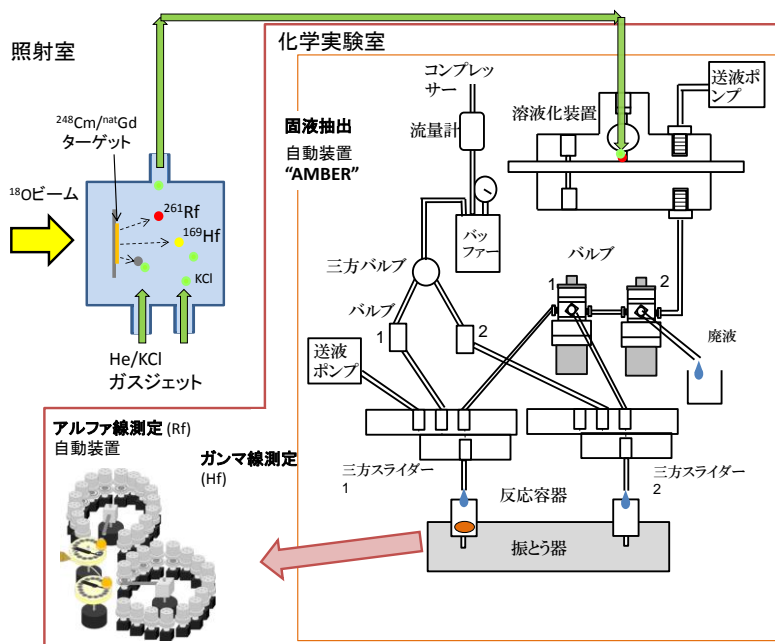 照射室
化学実験室
²⁴⁸Cm/ⁿᵃᵗGd
ターゲット
¹⁸Oビーム
²⁶¹Rf
¹⁶⁹Hf
KCl
He/KCl
ガスジェット
固液抽出
自動装置
“AMBER”
コンプレッ
サー
流量計
バッ
ファー
溶液化装置
送液ポ
ンプ
三方バルブ
バルブ
1
2
バルブ
1
2
廃液
送液
ポンプ
三方スライダー
1
三方スライダー
2
反応容器
振とう器
アルファ線測定 (Rf)
自動装置
ガンマ線測定
(Hf)